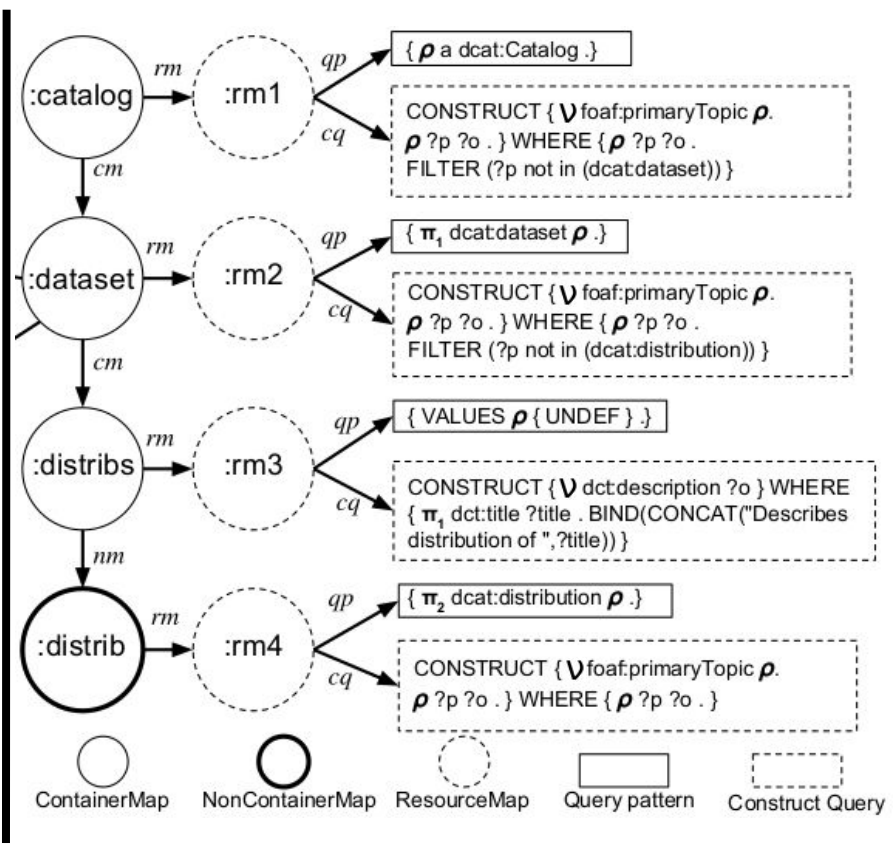 :catalog
rm
:rm1
qp
{ ρ a dcat:Catalog .}
cq
CONSTRUCT { ν foaf:primaryTopic ρ.
ρ ?p ?o . } WHERE { ρ ?p ?o .
FILTER (?p not in (dcat:dataset)) }
cm
:dataset
rm
:rm2
qp
{ π1 dcat:dataset ρ .}
cq
CONSTRUCT { ν foaf:primaryTopic ρ.
ρ ?p ?o . } WHERE { ρ ?p ?o .
FILTER (?p not in (dcat:distribution)) }
cm
:distribs
rm
:rm3
qp
{ VALUES ρ { UNDEF } .}
cq
CONSTRUCT { ν dct:description ?o } WHERE
{ π1 dct:title ?title . BIND(CONCAT("Describes
distribution of ",?title)) }
nm
:distrib
rm
:rm4
qp
{ π2 dcat:distribution ρ .}
cq
CONSTRUCT { ν foaf:primaryTopic ρ.
ρ ?p ?o . } WHERE { ρ ?p ?o . }
ContainerMap
NonContainerMap
ResourceMap
Query pattern
Construct Query